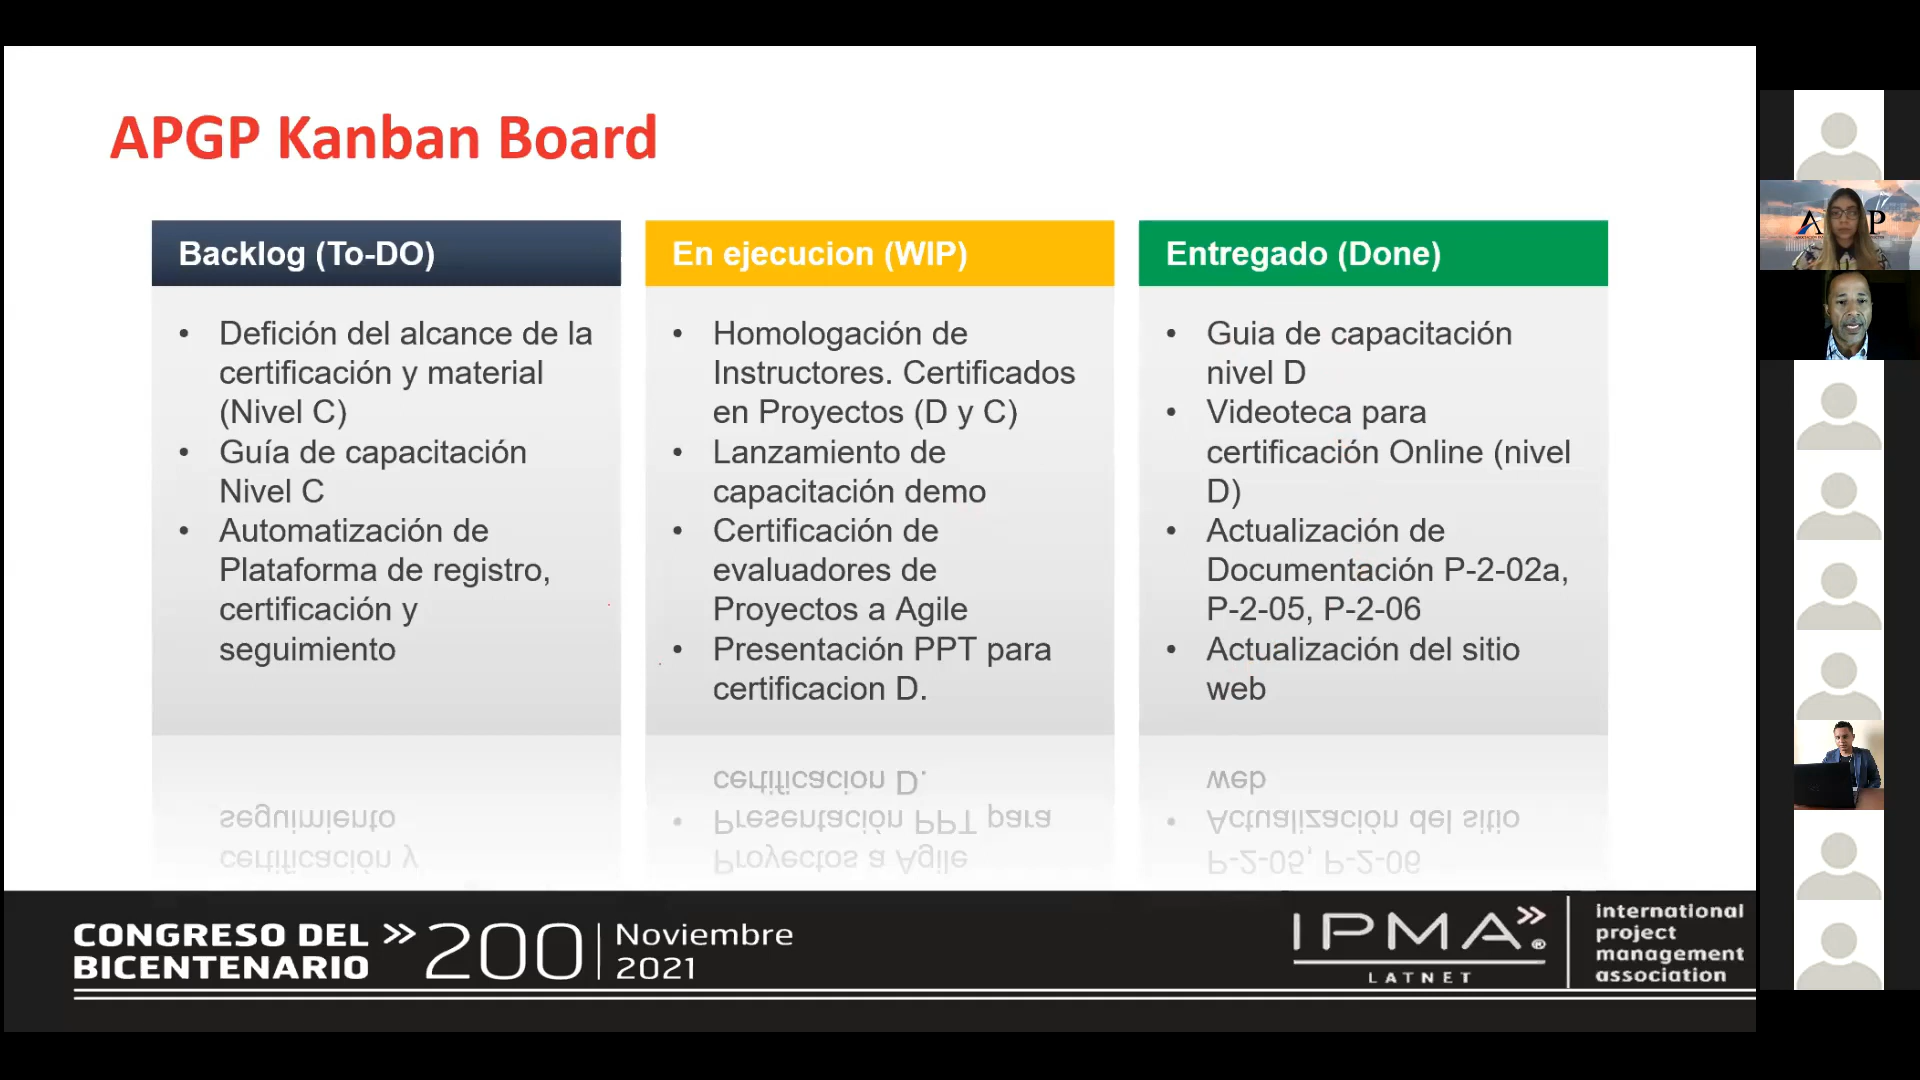 APGP Kanban Board
Backlog (To-DO)
• Defición del alcance de la
certificación y material
(Nivel C)
• Guía de capacitación
Nivel C
• Automatización de
Plataforma de registro,
certificación y
seguimiento
En ejecucion (WIP)
• Homologación de
Instructores. Certificados
en Proyectos (D y C)
• Lanzamiento de
capacitación demo
• Certificación de
evaluadores de
Proyectos a Agile
• Presentación PPT para
certificacion D.
Entregado (Done)
• Guia de capacitación
nivel D
• Videoteca para
certificación Online (nivel
D)
• Actualización de
Documentación P-2-02a,
P-2-05, P-2-06
• Actualización del sitio
web
CONGRESO DEL
BICENTENARIO
» 200
Noviembre
2021
IPMA»®
LATNET
international
project
management
association